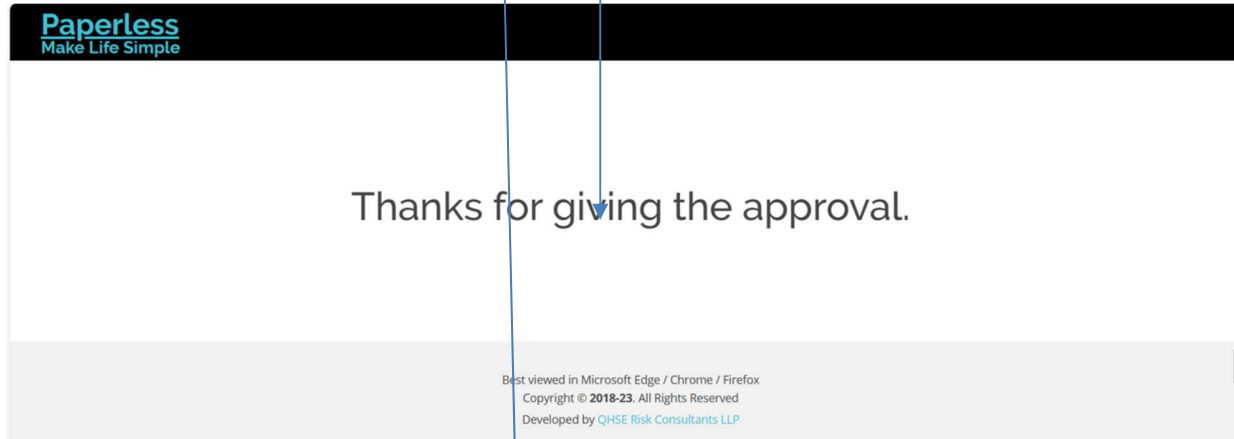 Paperless
Make Life Simple
Thanks for giving the approval.
Best viewed in Microsoft Edge / Chrome / Firefox
Copyright © 2018-23. All Rights Reserved
Developed by QHSE Risk Consultants LLP